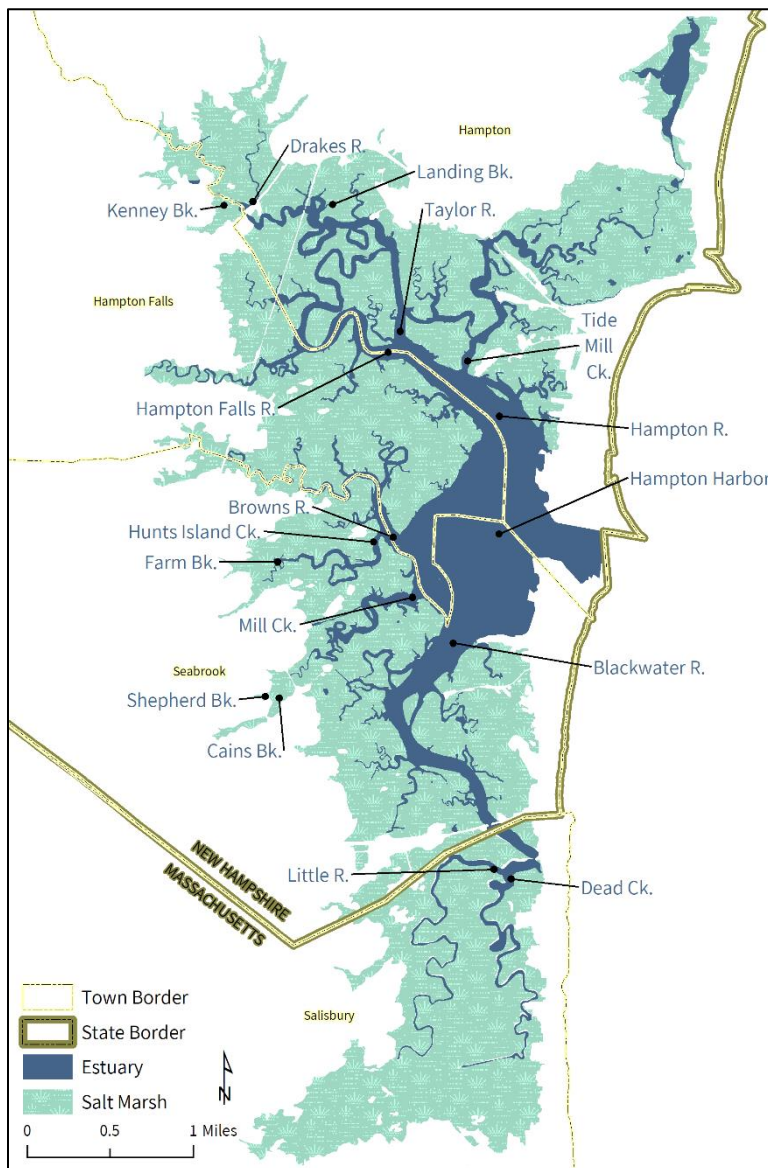 Hampton
Drakes R.
Landing Bk.
Kenney Bk.
Taylor R.
Hampton Falls
Tide
Mill
Ck.
Hampton Falls R.
Hampton R.
Browns R.
Hampton Harbor
Hunts Island Ck.
Farm Bk.
Mill Ck.
Seabrook
Blackwater R.
Shepherd Bk.
Cains Bk.
NEW HAMPSHIRE
MASSACHUSETTS
Little R.
Dead Ck.
Salisbury
Town Border
State Border
Estuary
Salt Marsh
N
0 0.5 1 Miles